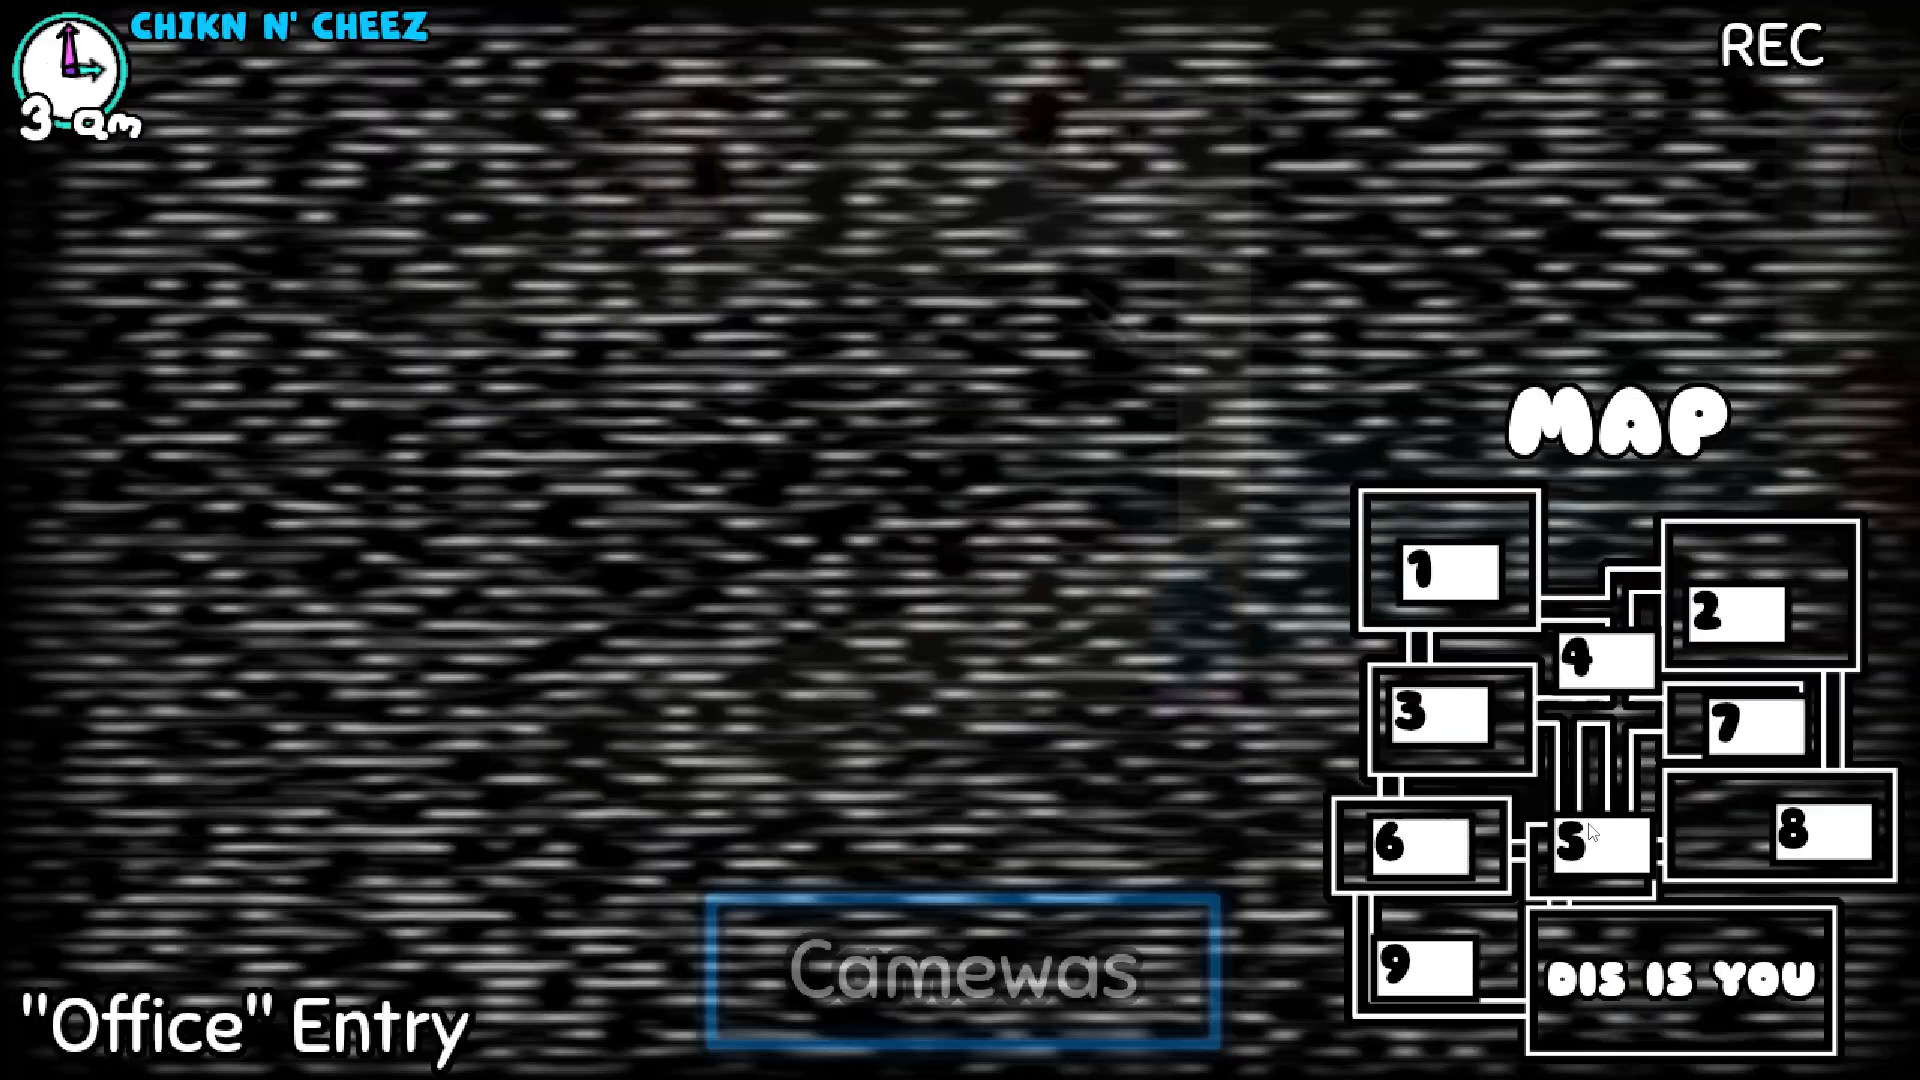 CHIKN N' CHEEZ
3 am
REC
MAP
1
2
4
3
7
8
6
5
9
DIS IS YOU
Camewas
"Office" Entry